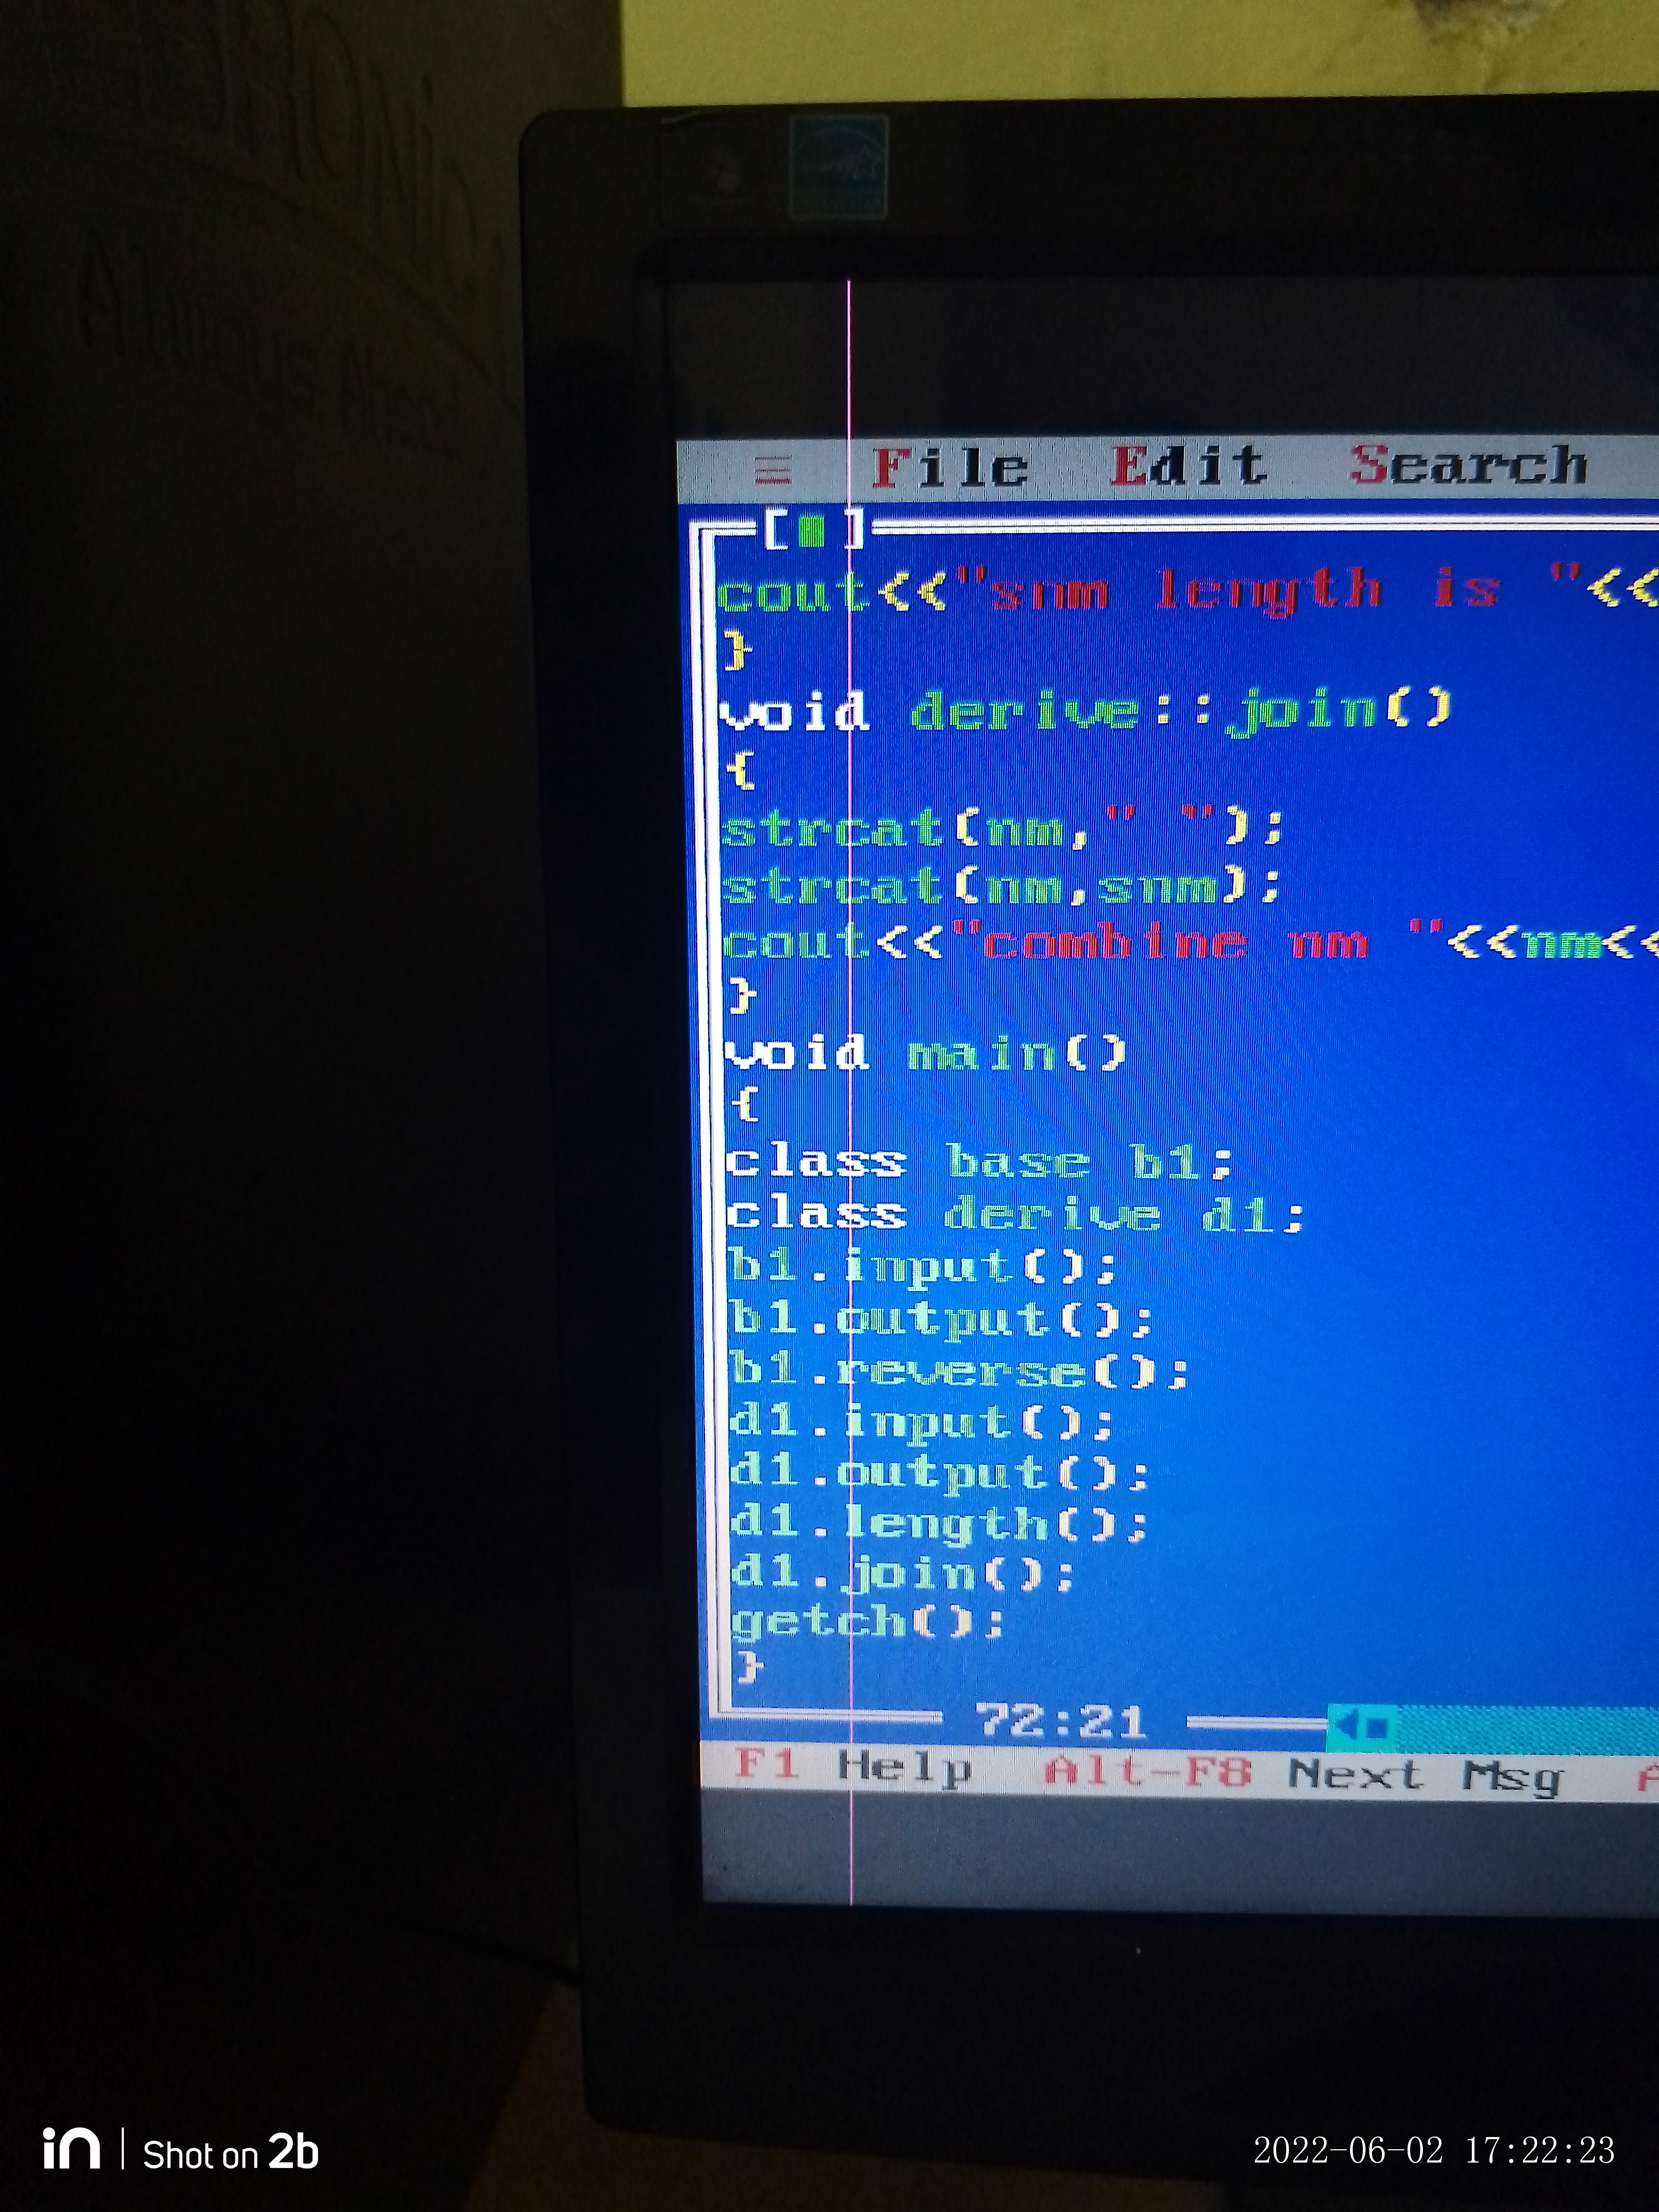 Always
≡ File Edit Search
[■]
cout<<"snm length is "<<
}
void derive::join()
{
strcat(nm," ");
strcat(nm,snm);
cout<<"combine nm "<<nm<<
}
void main()
{
class base b1;
class derive d1;
b1.input();
b1.output();
b1.reverse();
d1.input();
d1.output();
d1.length();
d1.join();
getch();
}
72:21
F1 Help Alt-F8 Next Msg
in | Shot on 2b
2022-06-02 17:22:23